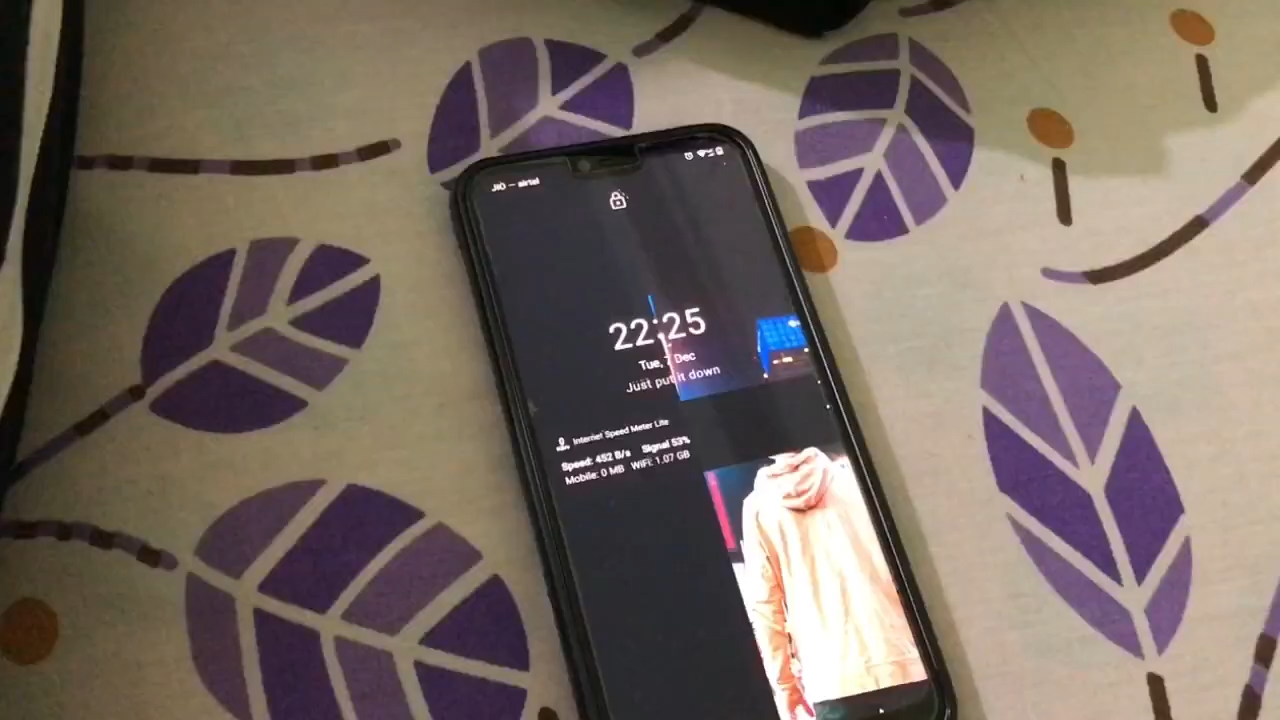 JIO — airtel
22:25
Tue, 7 Dec
Just put it down
Internet Speed Meter Lite
Speed: 452 B/s Signal 53%
Mobile: 0 MB WiFi: 1.07 GB